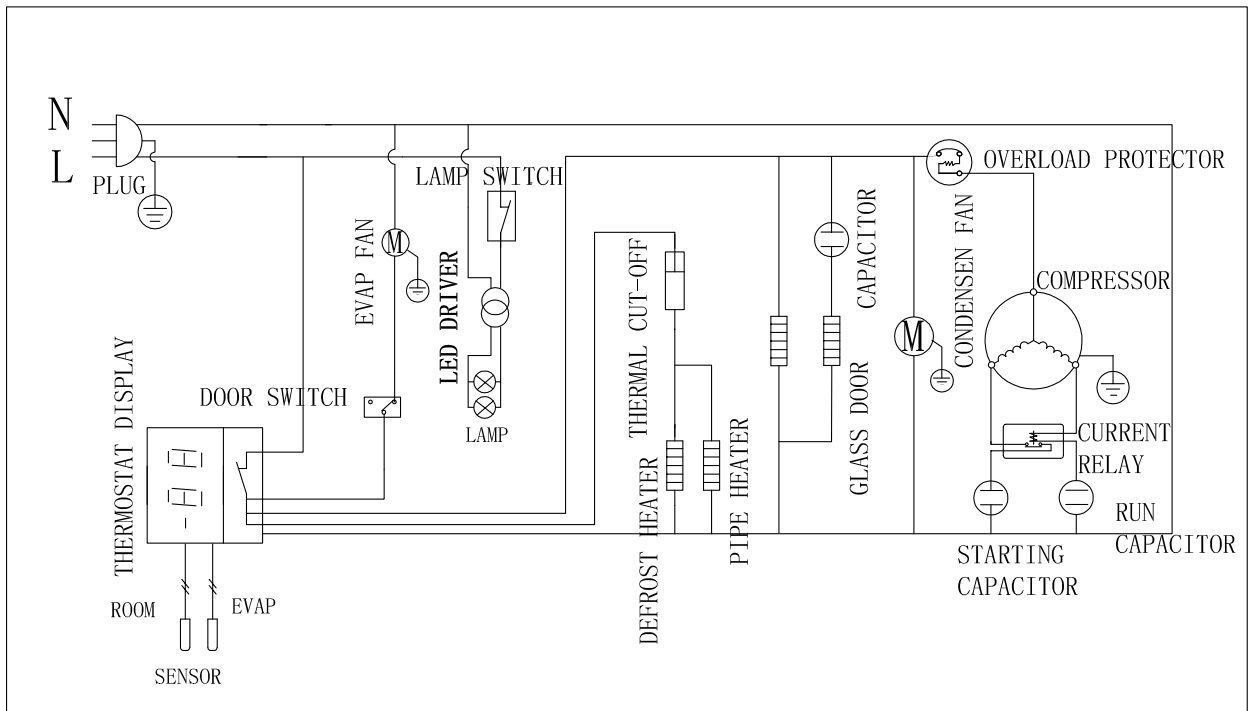 N
L
PLUG
LAMP SWITCH
OVERLOAD PROTECTOR
EVAP FAN
M
LED DRIVER
THERMAL CUT-OFF
CAPACITOR
M
CONDENSEN FAN
COMPRESSOR
THERMOSTAT DISPLAY
DOOR SWITCH
LAMP
DEFROST HEATER
PIPE HEATER
GLASS DOOR
CURRENT
RELAY
STARTING
CAPACITOR
RUN
CAPACITOR
ROOM
EVAP
SENSOR